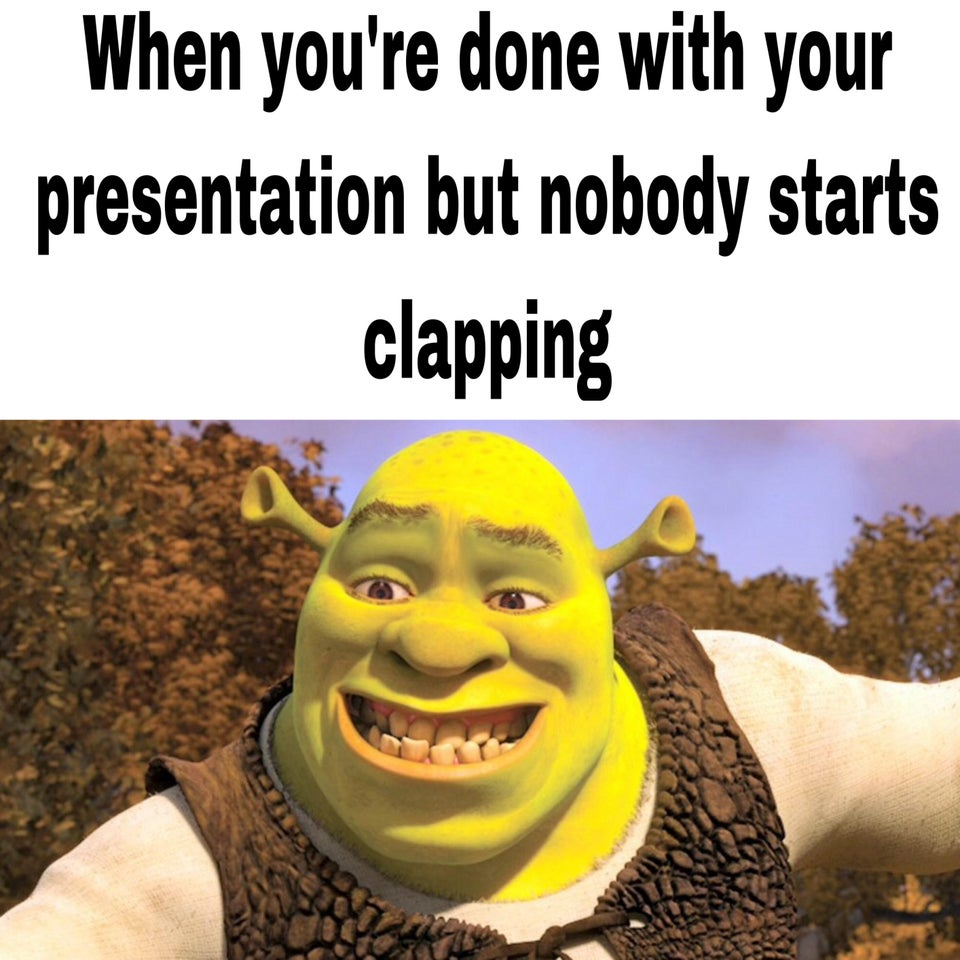 When you're done with your
presentation but nobody starts
clapping